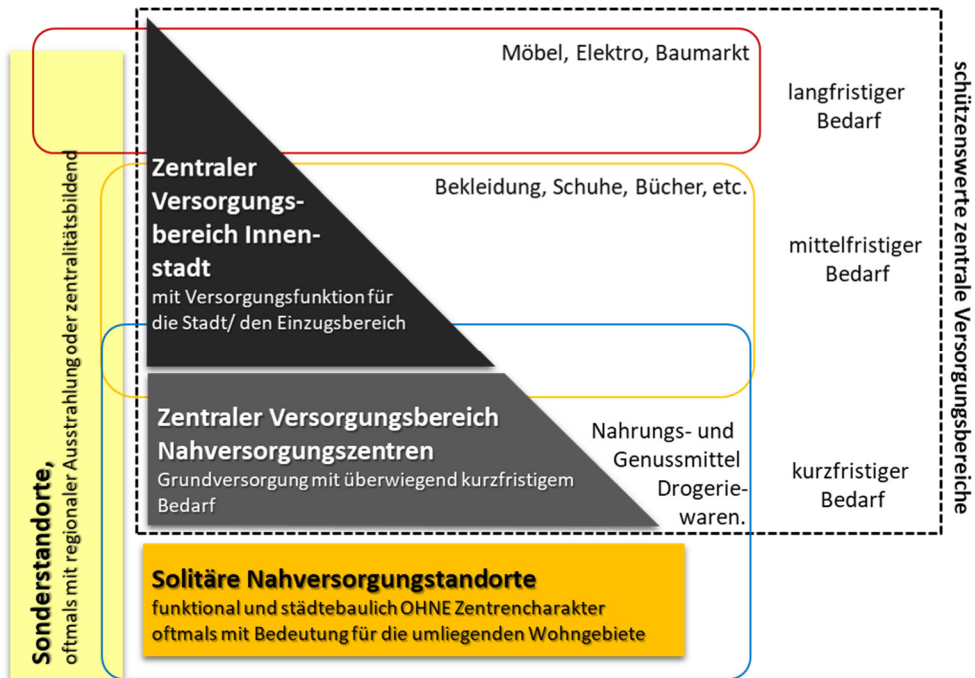 Möbel, Elektro, Baumarkt
langfristiger
Bedarf
Zentraler
Versorgungs-
bereich Innen-
stadt
mit Versorgungsfunktion für
die Stadt/ den Einzugsbereich
Bekleidung, Schuhe, Bücher, etc.
mittelfristiger
Bedarf
Zentraler Versorgungsbereich
Nahversorgungszentren
Grundversorgung mit überwiegend kurzfristigem
Bedarf
Nahrungs- und
Genussmittel
Drogerie-
waren.
kurzfristiger
Bedarf
Solitäre Nahversorgungstandorte
funktional und städtebaulich OHNE Zentrencharakter
oftmals mit Bedeutung für die umliegenden Wohngebiete
Sonderstandorte,
oftmals mit regionaler Ausstrahlung oder zentralitätsbildend
schützenswerte zentrale Versorgungsbereiche